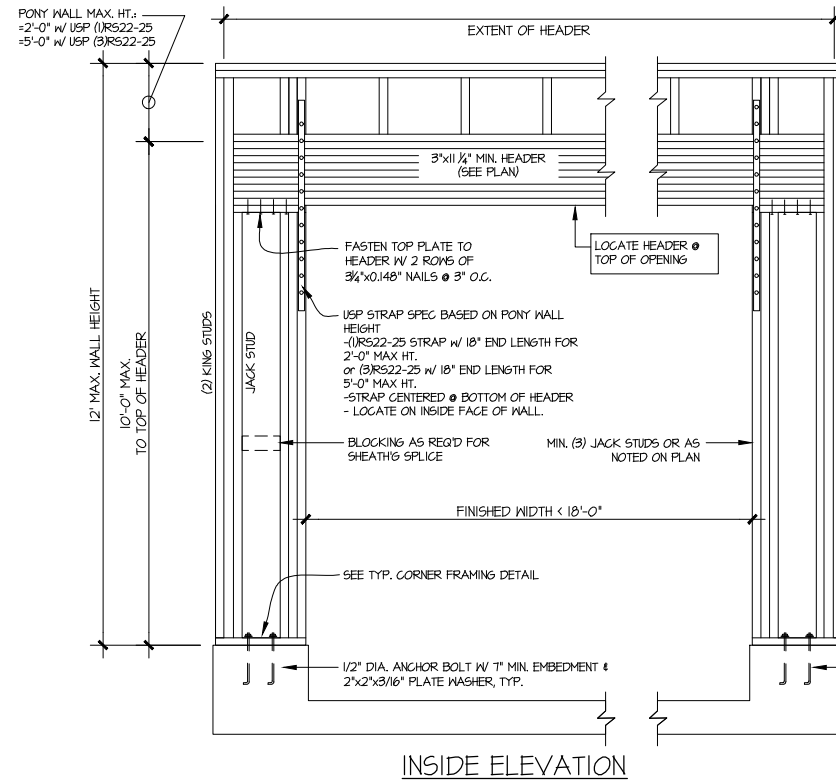 PONY WALL MAX. HT.:
=2'-0" W/ USP (1)RS22-25
=5'-0" W/ USP (3)RS22-25
EXTENT OF HEADER
3"x11 1/4" MIN. HEADER
(SEE PLAN)
FASTEN TOP PLATE TO
HEADER W/ 2 ROWS OF
3 1/4"x0.148" NAILS @ 3" O.C.
LOCATE HEADER @
TOP OF OPENING
USP STRAP SPEC BASED ON PONY WALL
HEIGHT
-(1)RS22-25 STRAP w/ 18" END LENGTH FOR
2'-0" MAX HT.
or (3)RS22-25 w/ 18" END LENGTH FOR
5'-0" MAX HT.
-STRAP CENTERED @ BOTTOM OF HEADER
- LOCATE ON INSIDE FACE OF WALL.
12' MAX. WALL HEIGHT
10'-0" MAX.
TO TOP OF HEADER
(2) KING STUDS
JACK STUD
BLOCKING AS REQ'D FOR
SHEATH'G SPLICE
MIN. (3) JACK STUDS OR AS
NOTED ON PLAN
FINISHED WIDTH < 18'-0"
SEE TYP. CORNER FRAMING DETAIL
1/2" DIA. ANCHOR BOLT W/ 7" MIN. EMBEDMENT &
2"x2"x3/16" PLATE WASHER, TYP.
INSIDE ELEVATION